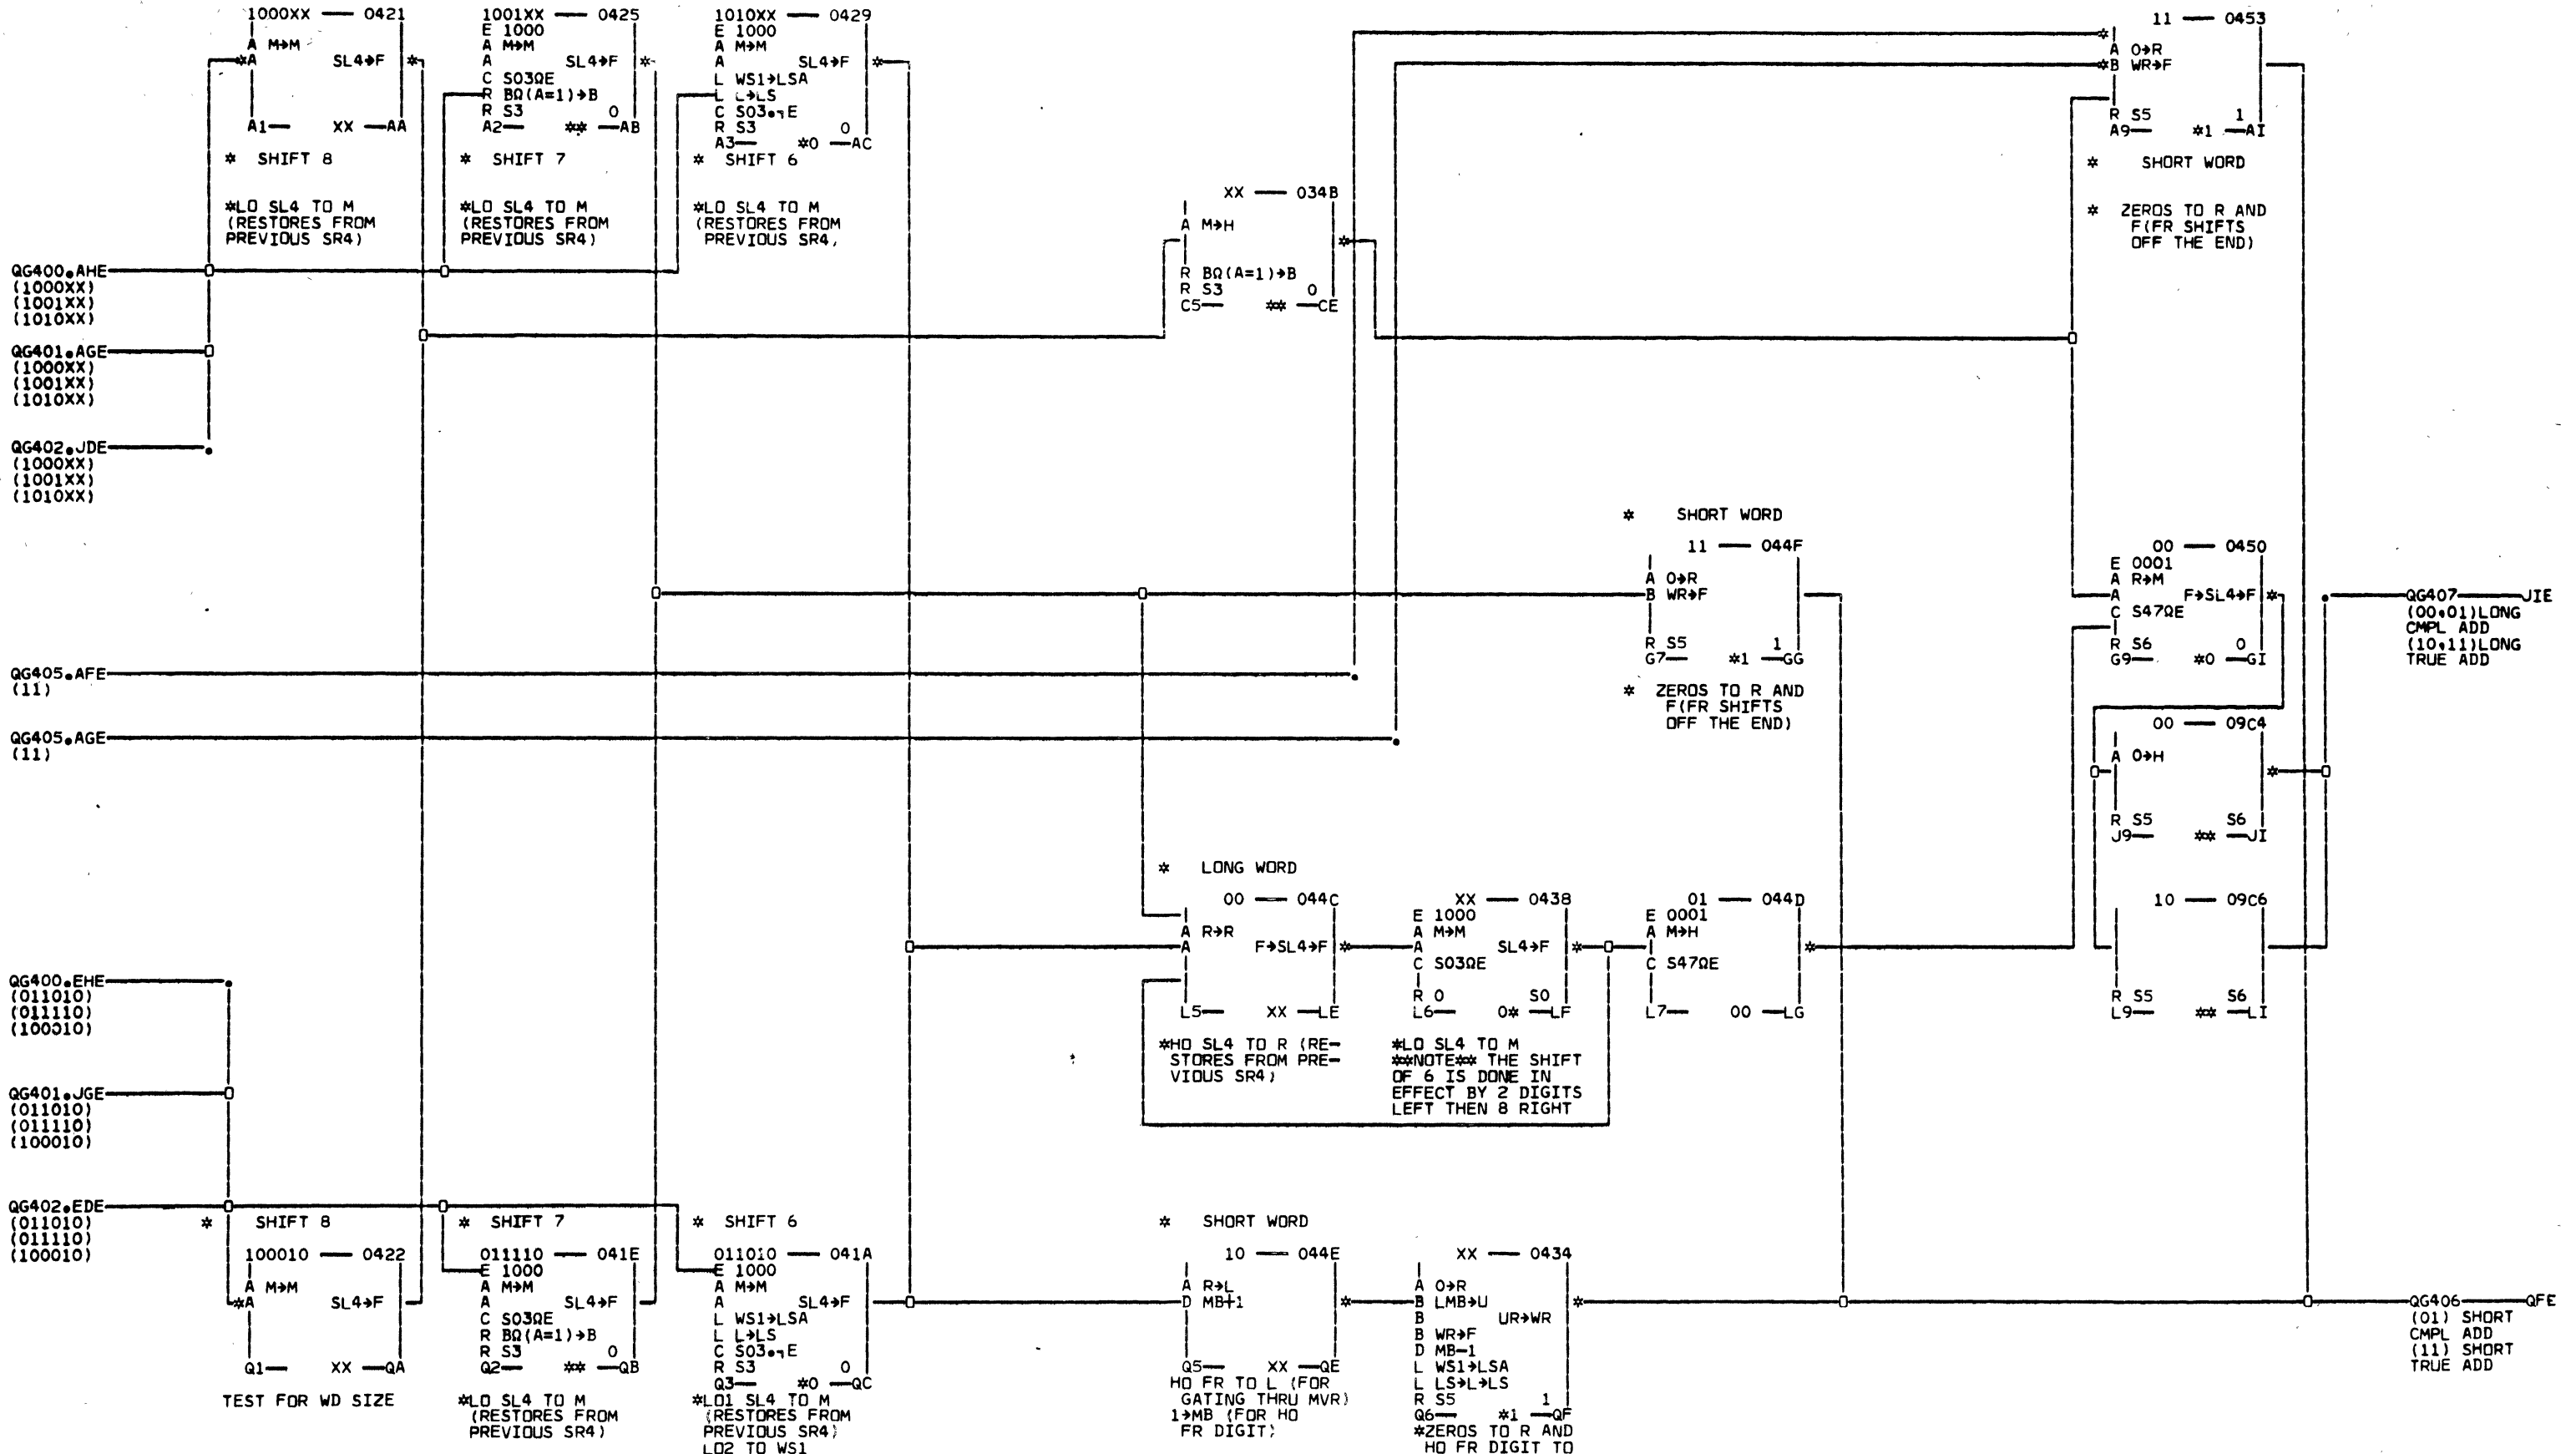 1000XX — 0421
A M→M
*A SL4→F *
A1— XX —AA
* SHIFT 8
*LO SL4 TO M
(RESTORES FROM
PREVIOUS SR4)
1001XX — 0425
E 1000
A M→M
A SL4→F *
C S03ΩE
R BΩ(A=1)→B
R S3 0
A2— ** —AB
* SHIFT 7
*LO SL4 TO M
(RESTORES FROM
PREVIOUS SR4)
1010XX — 0429
E 1000
A M→M
A SL4→F *
L WS1→LSA
L L→LS
C S03•¬E
R S3 0
A3— *0 —AC
* SHIFT 6
*LO SL4 TO M
(RESTORES FROM
PREVIOUS SR4,
11 — 0453
*
A 0→R
*B WR→F
R S5 1
A9— *1 —AI
* SHORT WORD
* ZEROS TO R AND
F(FR SHIFTS
OFF THE END)
XX — 034B
A M→H
*
R BΩ(A=1)→B
R S3 0
C5— ** —CE
QG400.AHE
(1000XX)
(1001XX)
(1010XX)
QG401.AGE
(1000XX)
(1001XX)
(1010XX)
QG402.JDE
(1000XX)
(1001XX)
(1010XX)
* SHORT WORD
11 — 044F
A 0→R
B WR→F
R S5 1
G7— *1 —GG
* ZEROS TO R AND
F(FR SHIFTS
OFF THE END)
00 — 0450
E 0001
A R→M
A F→SL4→F *
C S47ΩE
R S6 0
G9— *0 —GI
QG407 JIE
(00,01)LONG
CMPL ADD
(10,11)LONG
TRUE ADD
QG405.AFE
(11)
QG405.AGE
(11)
00 — 09C4
A 0→H
*
R S5 S6
J9— ** —JI
* LONG WORD
00 — 044C
A R→R
A F→SL4→F *
L5— XX —LE
*HO SL4 TO R (RE-
STORES FROM PRE-
VIOUS SR4)
XX — 0438
E 1000
A M→M
A SL4→F *
C S03ΩE
R 0 S0
L6— 0* —LF
*LO SL4 TO M
**NOTE** THE SHIFT
OF 6 IS DONE IN
EFFECT BY 2 DIGITS
LEFT THEN 8 RIGHT
01 — 044D
E 0001
A M→H
*
C S47ΩE
L7— 00 —LG
10 — 09C6
R S5 S6
L9— ** —LI
QG400.EHE
(011010)
(011110)
(100010)
QG401.JGE
(011010)
(011110)
(100010)
QG402.EDE
(011010)
(011110)
(100010)
* SHIFT 8
100010 — 0422
A M→M
*A SL4→F
Q1— XX —QA
TEST FOR WD SIZE
* SHIFT 7
011110 — 041E
E 1000
A M→M
A SL4→F
C S03ΩE
R BΩ(A=1)→B
R S3 0
Q2— ** —QB
*LO SL4 TO M
(RESTORES FROM
PREVIOUS SR4)
* SHIFT 6
011010 — 041A
E 1000
A M→M
A SL4→F
L WS1→LSA
L L→LS
C S03•¬E
R S3 0
Q3— *0 —QC
*LO1 SL4 TO M
(RESTORES FROM
PREVIOUS SR4)
LO2 TO WS1
* SHORT WORD
10 — 044E
A R→L
D MB+1 *
Q5— XX —QE
HO FR TO L (FOR
GATING THRU MVR)
1→MB (FOR HO
FR DIGIT)
XX — 0434
A 0→R
B LMB→U *
B UR→WR
B WR→F
D MB-1
L WS1→LSA
L LS→L→LS
R S5 1
Q6— *1 —QF
*ZEROS TO R AND
HO FR DIGIT TO
QG406 QFE
(01) SHORT
CMPL ADD
(11) SHORT
TRUE ADD